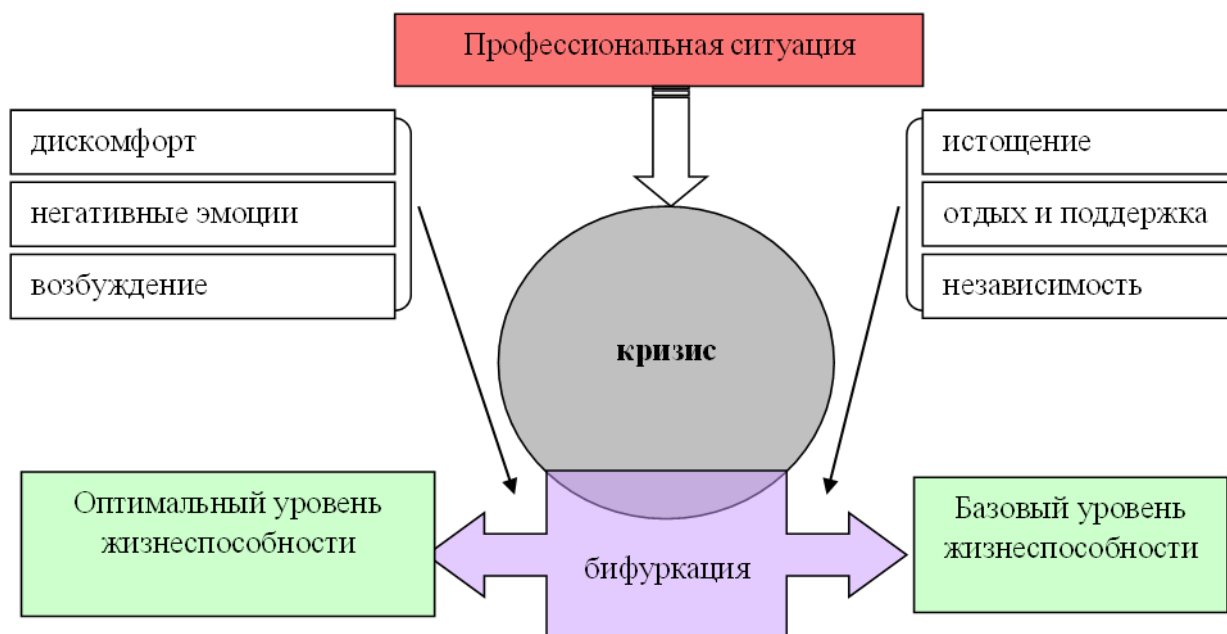 Профессиональная ситуация
дискомфорт
негативные эмоции
возбуждение
истощение
отдых и поддержка
независимость
кризис
Оптимальный уровень
жизнеспособности
бифуркация
Базовый уровень
жизнеспособности